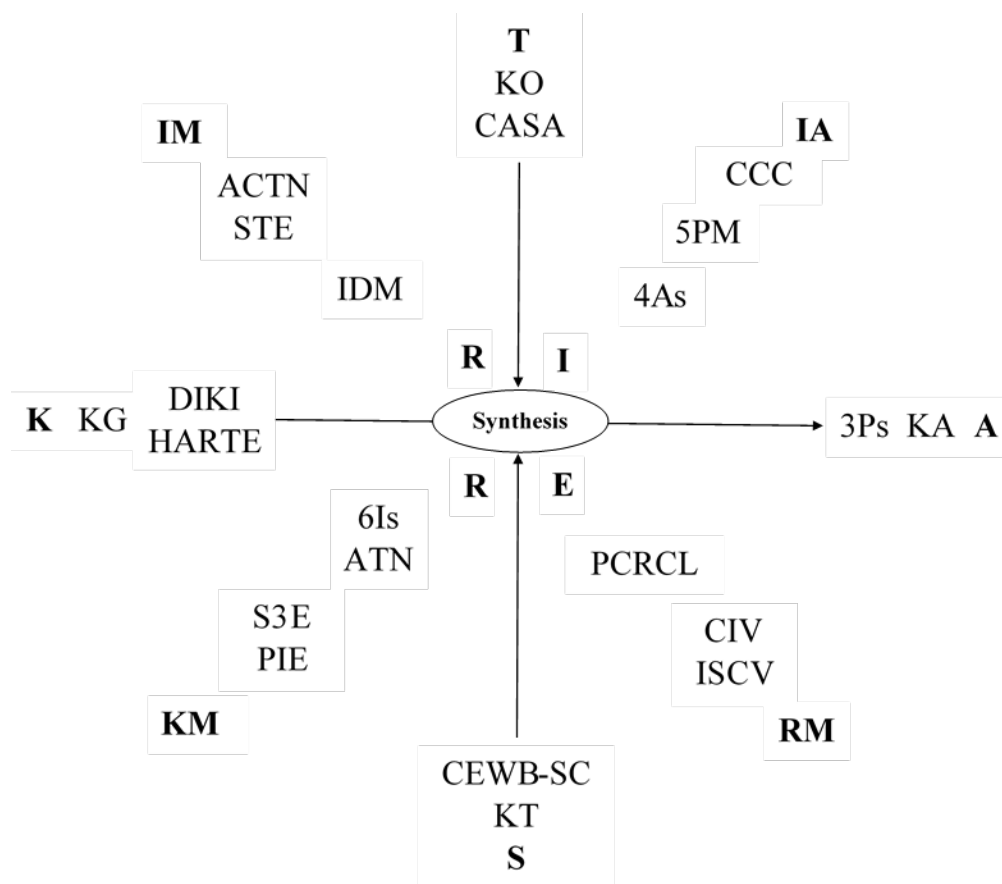 T
KO
CASA
IM
IA
ACTN
STE
CCC
5PM
IDM
4As
R I
K KG DIKI
HARTE
Synthesis
3Ps KA A
R E
6Is
ATN
PCRCL
S3E
PIE
CIV
ISCV
KM
RM
CEWB-SC
KT
S